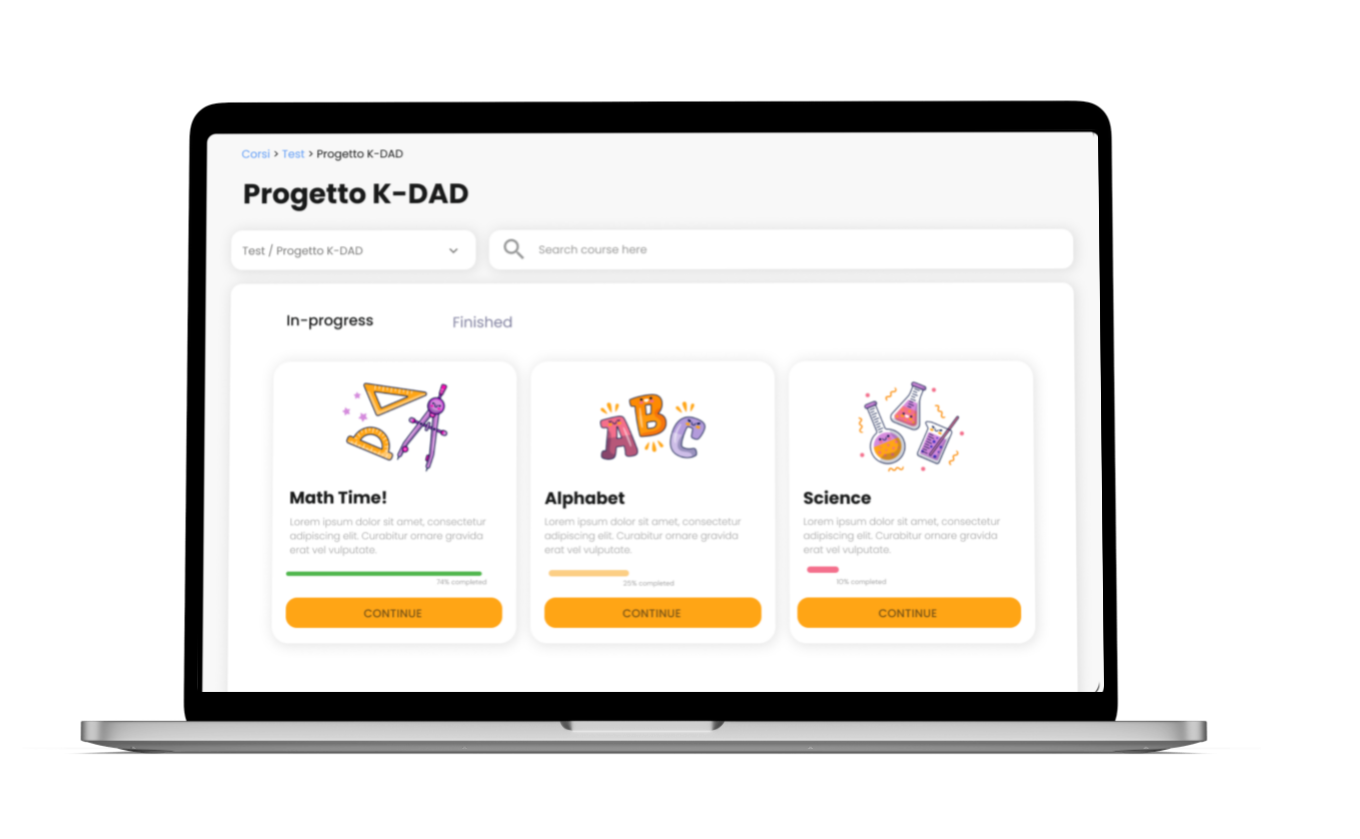 Corsi > Test > Progetto K-DAD
Progetto K-DAD
Test / Progetto K-DAD
Search course here
In-progress
Finished
Math Time!
Lorem ipsum dolor sit amet, consectetur
adipiscing elit. Curabitur ornare gravida
erat vel vulputate.
74% completed
CONTINUE
ABC
Alphabet
Lorem ipsum dolor sit amet, consectetur
adipiscing elit. Curabitur ornare gravida
erat vel vulputate.
completed
CONTINUE
Science
Lorem ipsum dolor sit amet, consectetur
adipiscing elit. Curabitur ornare gravida
erat vel vulputate.
10% completed
CONTINUE